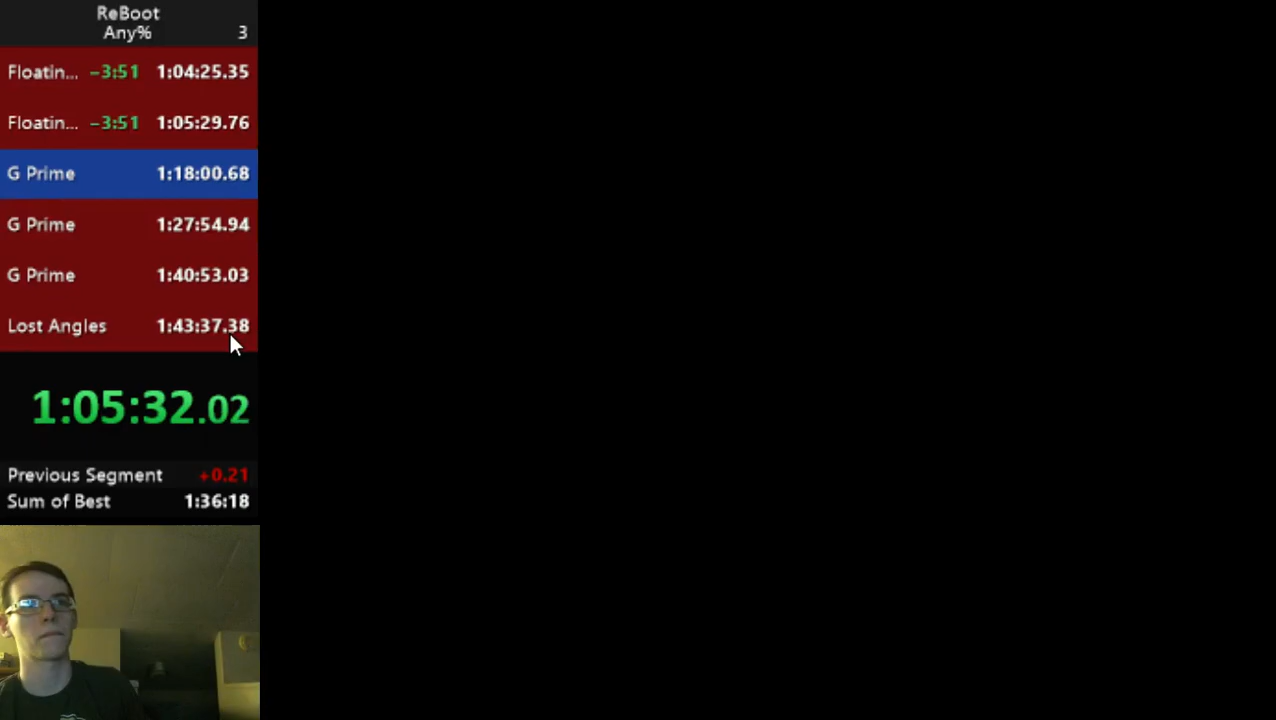 ReBoot
Any% 3
Floatin... −3:51 1:04:25.35
Floatin... −3:51 1:05:29.76
G Prime 1:18:00.68
G Prime 1:27:54.94
G Prime 1:40:53.03
Lost Angles 1:43:37.38
1:05:32.02
Previous Segment +0.21
Sum of Best 1:36:18